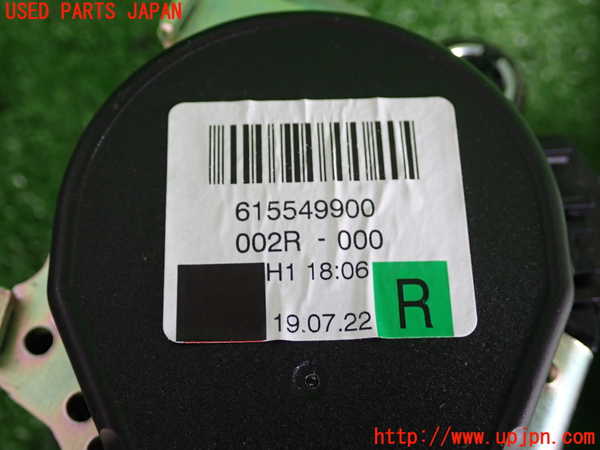 USED PARTS JAPAN
615549900
002R - 000
H1 18:06
19.07.22
R
http://www.upjpn.com/